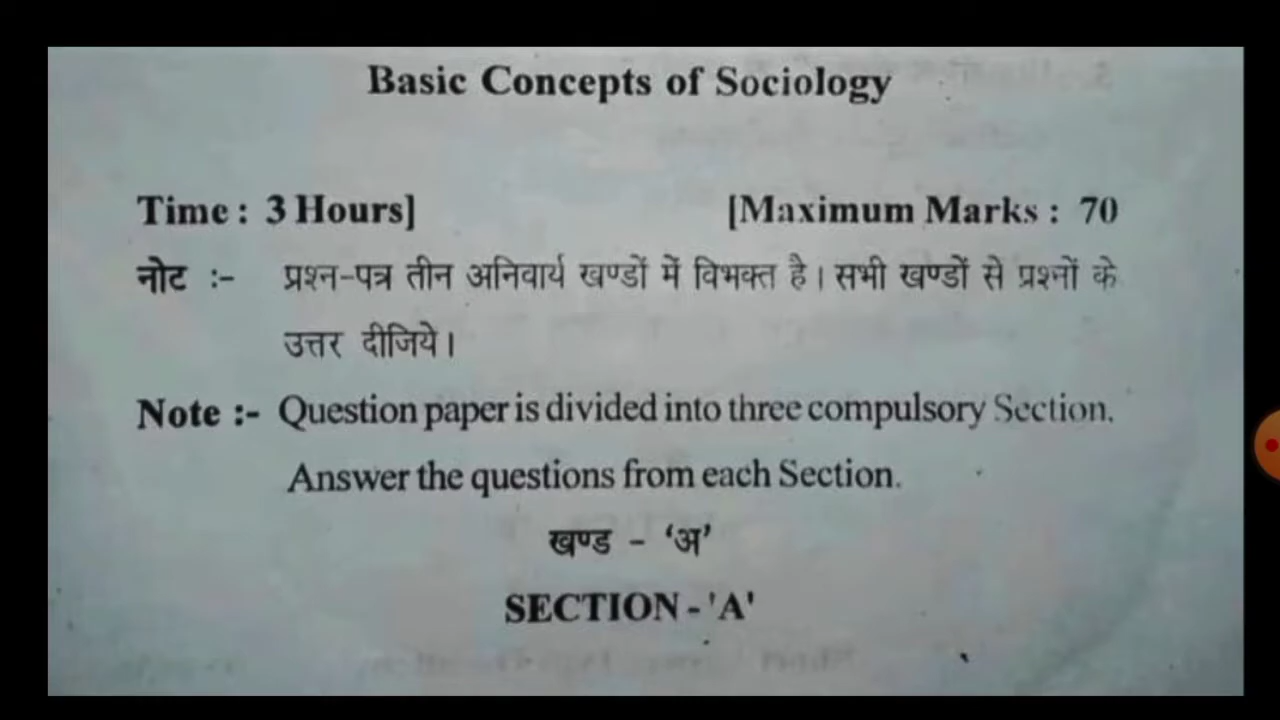 Basic Concepts of Sociology
Time : 3 Hours] [Maximum Marks : 70
नोट :- प्रश्न-पत्र तीन अनिवार्य खण्डों में विभक्त है। सभी खण्डों से प्रश्नों के
उत्तर दीजिये।
Note :- Question paper is divided into three compulsory Section.
Answer the questions from each Section.
खण्ड - ‘अ’
SECTION - 'A'